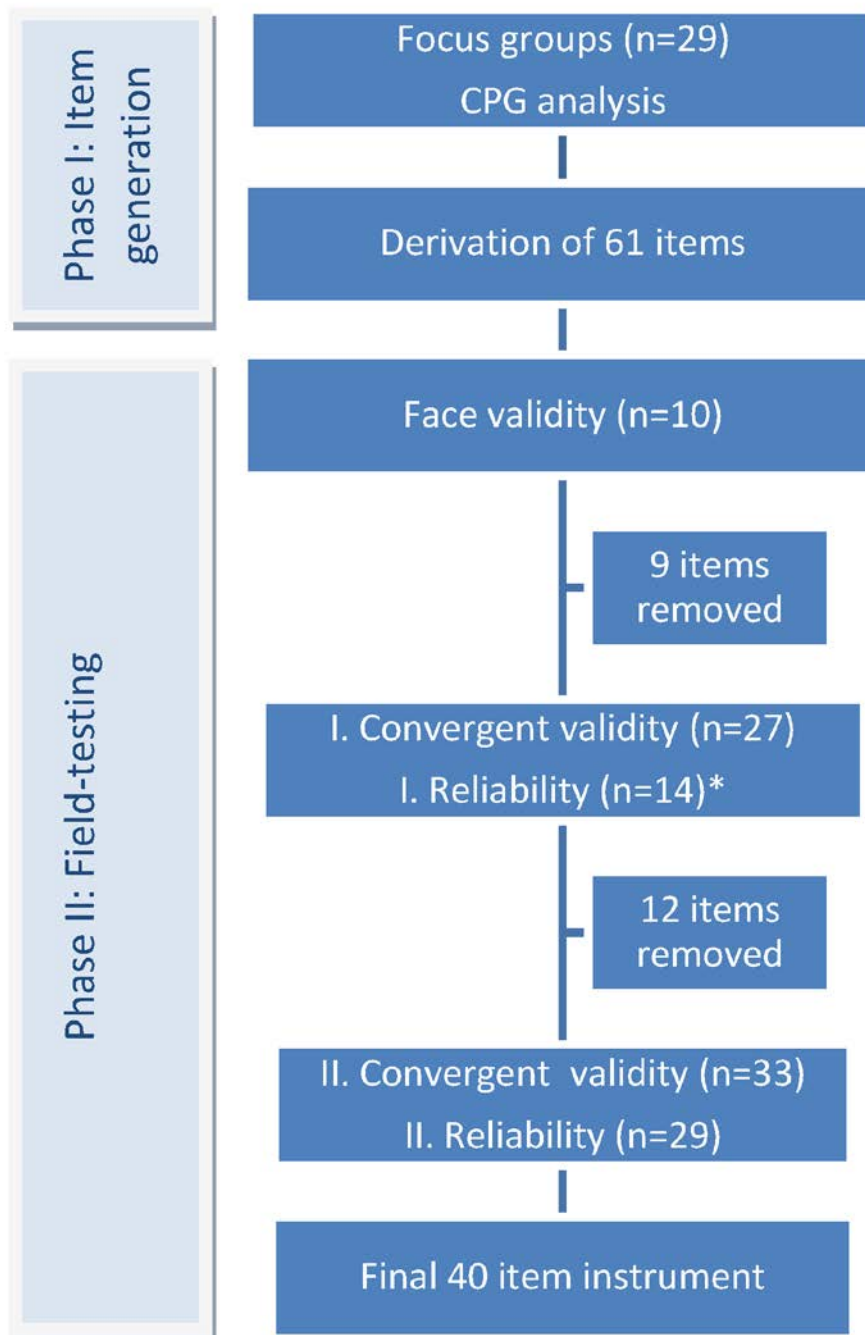 Phase I: Item
generation
Focus groups (n=29)
CPG analysis
Derivation of 61 items
Phase II: Field-testing
Face validity (n=10)
9 items
removed
I. Convergent validity (n=27)
I. Reliability (n=14)*
12 items
removed
II. Convergent  validity (n=33)
II. Reliability (n=29)
Final 40 item instrument